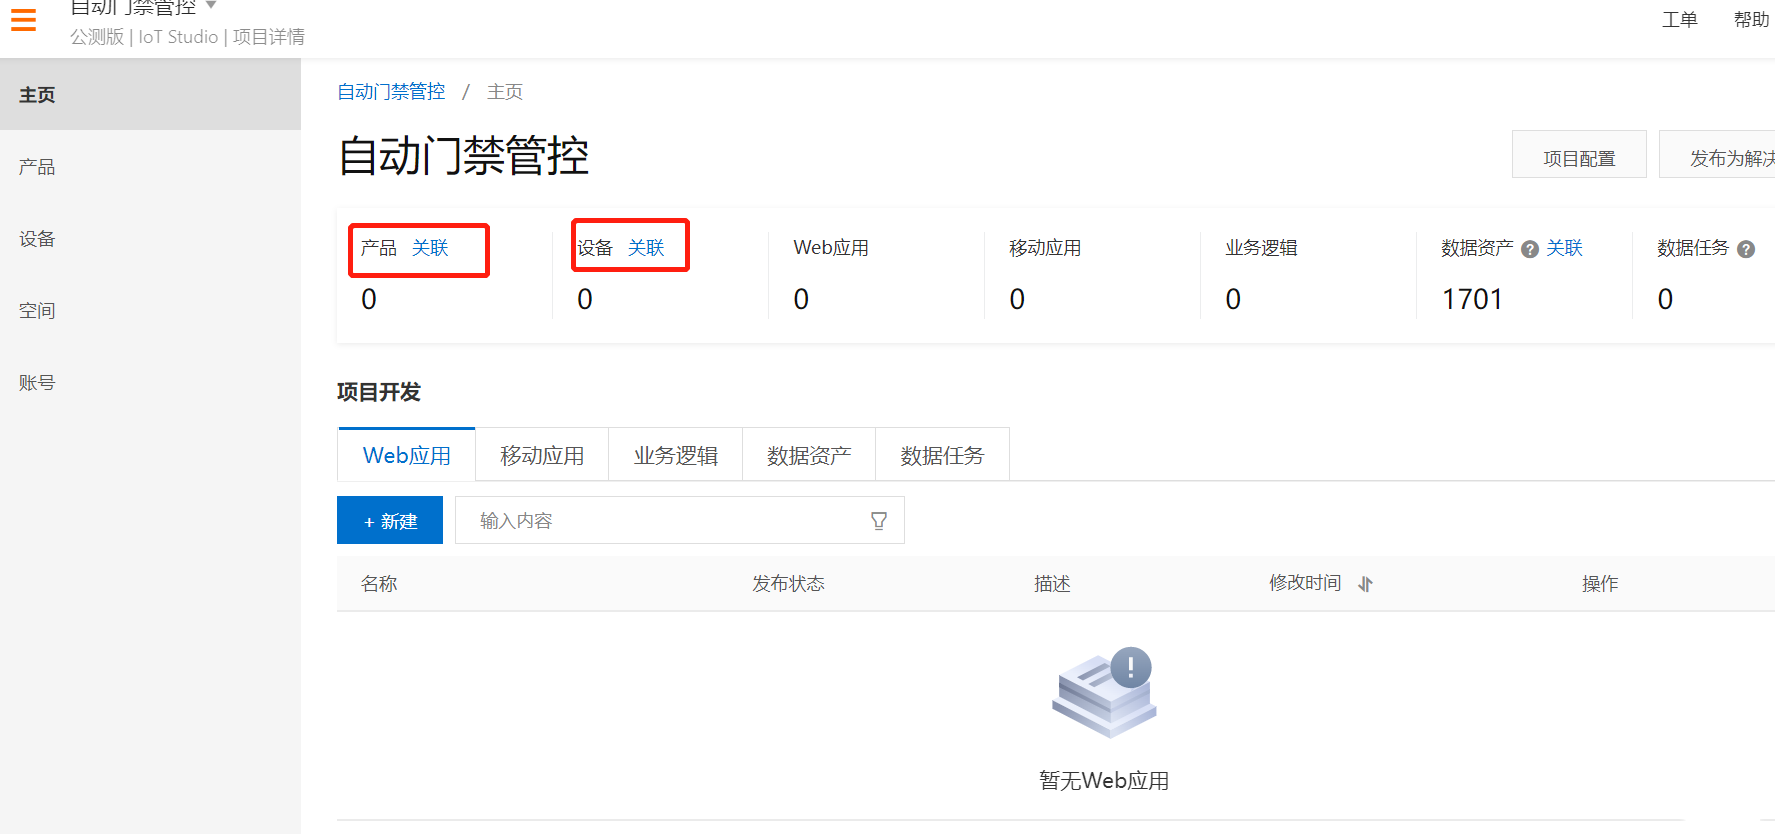 自动门禁管控
公测版 | IoT Studio | 项目详情
工单 帮助
主页
产品
设备
空间
账号
自动门禁管控 / 主页
自动门禁管控
项目配置 发布为解决
产品 关联 设备 关联 Web应用 移动应用 业务逻辑 数据资产 ? 关联 数据任务 ?
0 0 0 0 0 1701 0
项目开发
Web应用 移动应用 业务逻辑 数据资产 数据任务
+ 新建 输入内容
名称 发布状态 描述 修改时间 操作
暂无Web应用